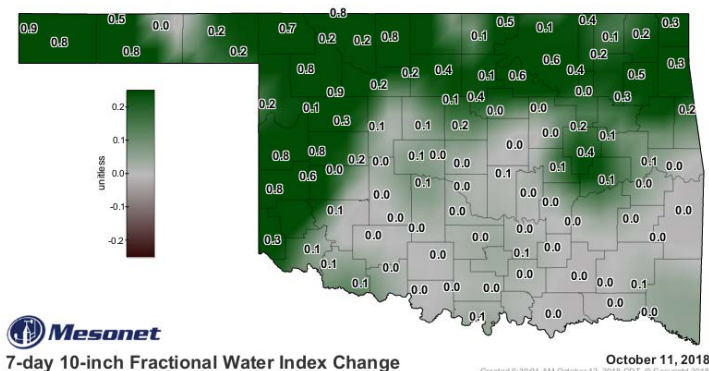 0.8
0.9 0.5 0.0 0.7 0.5 0.1 0.4 0.3
0.8 0.8 0.2 0.2 0.2 0.2 0.8 0.1 0.1 0.2
0.8 0.2 0.4 0.1 0.6 0.6 0.4 0.2 0.5 0.3
0.2 0.9 0.2 0.1 0.4 0.0 0.0 0.0 0.3 0.2
0.1 0.3 0.1 0.1 0.2 0.0 0.0 0.2 0.1
0.2
0.1
0.0
-0.1
-0.2
unitless
0.8 0.8 0.2 0.0 0.1 0.0 0.0 0.1 0.4 0.1 0.0
0.8 0.6 0.0 0.0 0.1 0.1 0.0 0.1 0.0
0.1 0.0 0.0 0.0 0.0 0.0 0.0 0.0
0.3 0.1 0.0 0.0 0.0 0.0 0.1 0.0 0.0
0.1 0.0 0.0 0.0 0.0 0.0
0.1 0.0 0.0 0.0 0.0 0.0 0.1
0.1 0.0 0.0 0.0
Mesonet
7-day 10-inch Fractional Water Index Change
October 11, 2018